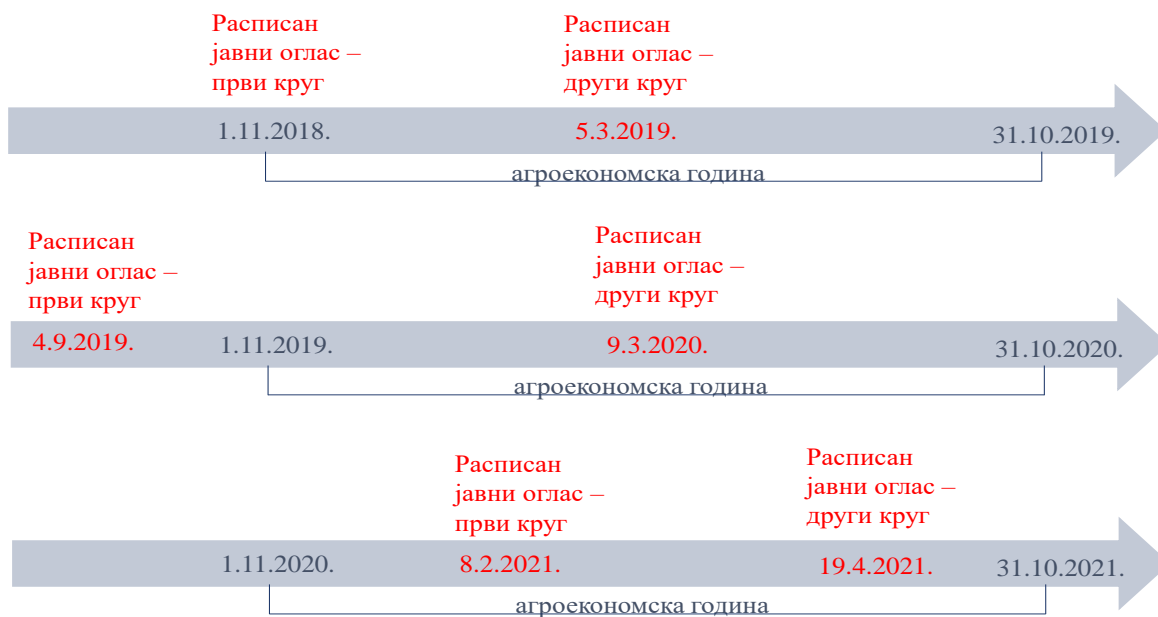 Расписан
јавни оглас –
први круг
Расписан
јавни оглас –
други круг
1.11.2018.
5.3.2019.
31.10.2019.
агроекономска година
Расписан
јавни оглас –
први круг
Расписан
јавни оглас –
други круг
4.9.2019.
1.11.2019.
9.3.2020.
31.10.2020.
агроекономска година
Расписан
јавни оглас –
први круг
Расписан
јавни оглас –
други круг
1.11.2020.
8.2.2021.
19.4.2021.
31.10.2021.
агроекономска година